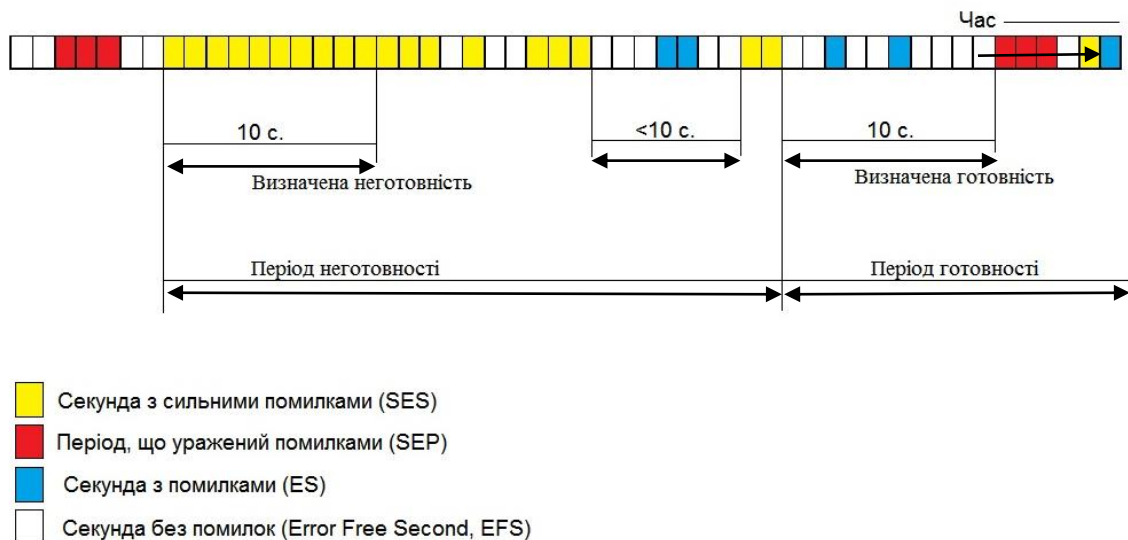 Час
10 с.
<10 с.
10 с.
Визначена неготовність
Визначена готовність
Період неготовності
Період готовності
Секунда з сильними помилками (SES)
Період, що уражений помилками (SEP)
Секунда з помилками (ES)
Секунда без помилок (Error Free Second, EFS)